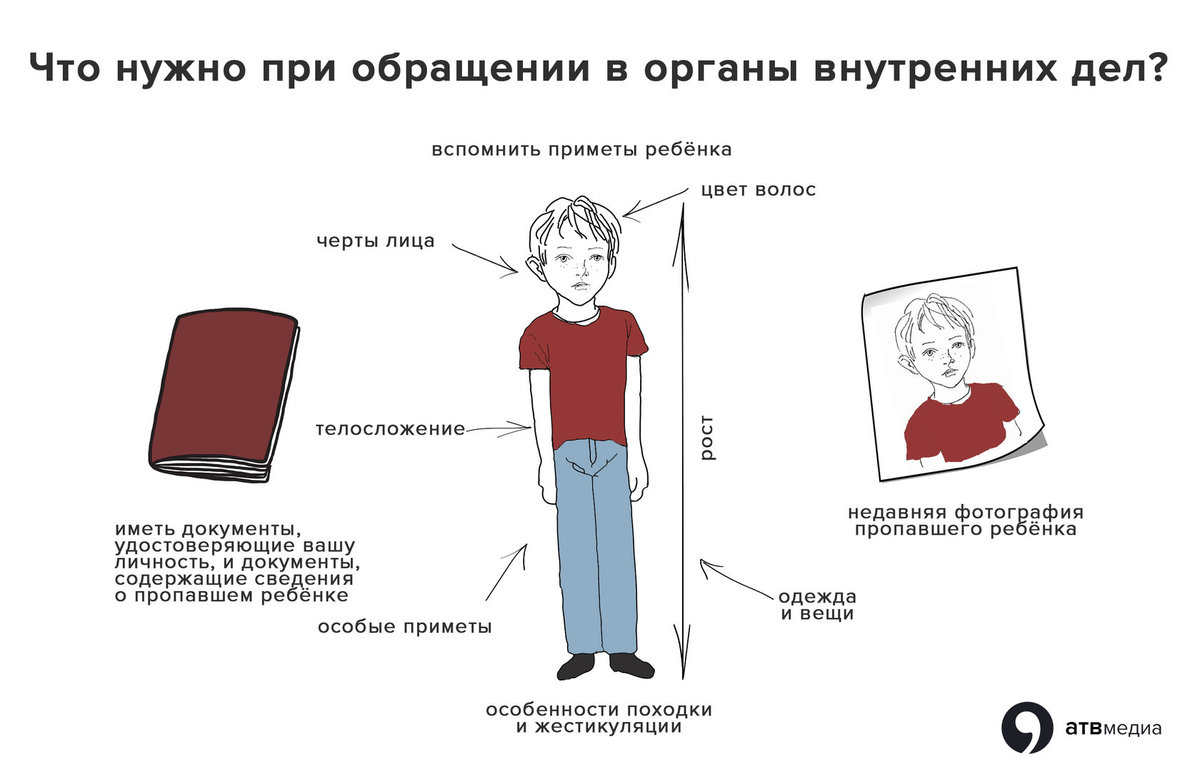 Что нужно при обращении в органы внутренних дел?
вспомнить приметы ребёнка
цвет волос
черты лица
телосложение
рост
иметь документы,
удостоверяющие вашу
личность, и документы,
содержащие сведения
о пропавшем ребёнке
недавняя фотография
пропавшего ребёнка
особые приметы
одежда
и вещи
особенности походки
и жестикуляции
атвмедиа